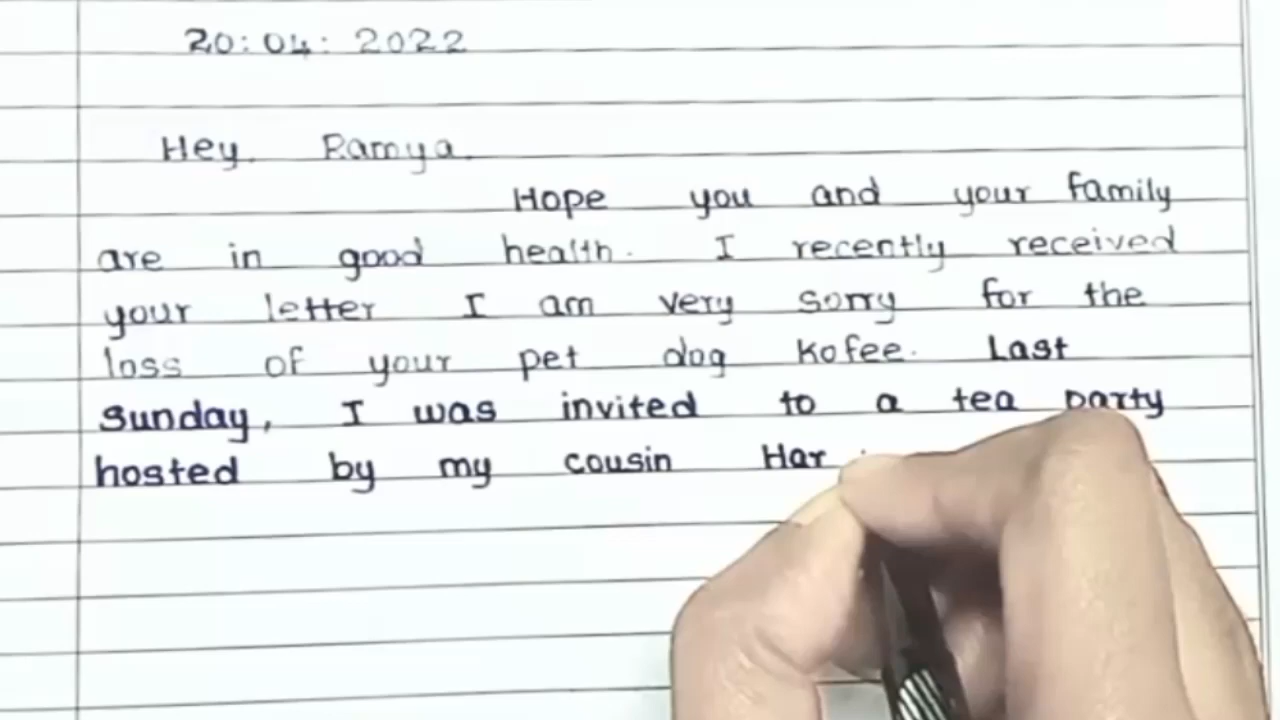 20:04: 2022
Hey. Ramya.
Hope you and your family
are in good health. I recently received
your letter I am very sorry for the
loss of your pet dog Kofee. Last
Sunday, I was invited to a tea party
hosted by my cousin Har